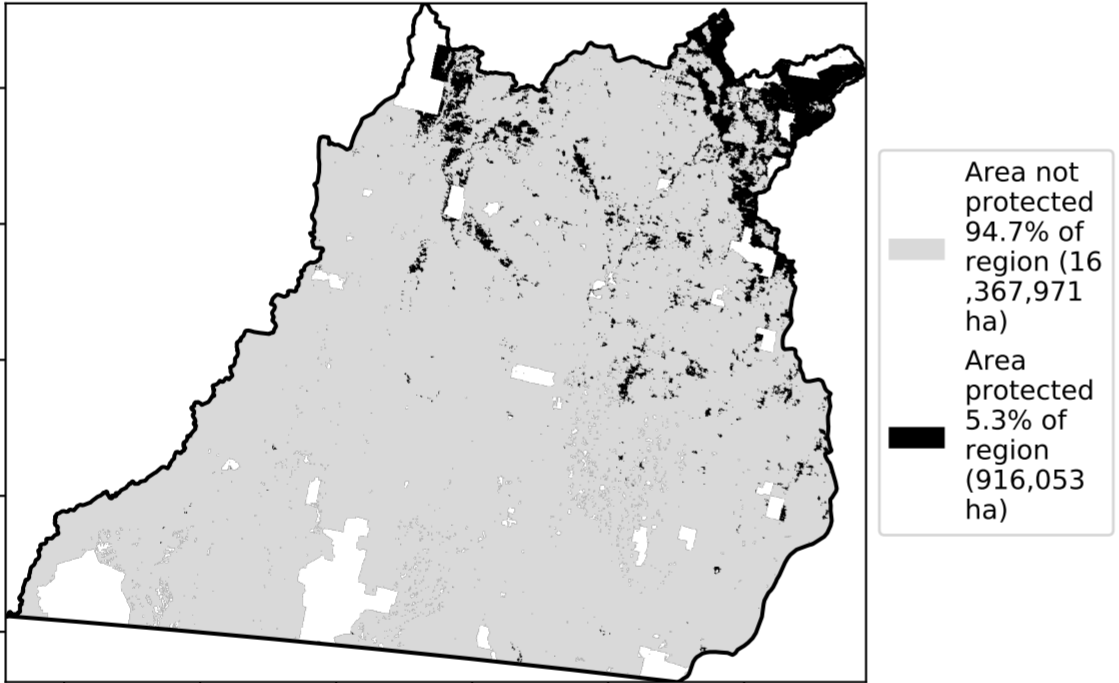 Area not
protected
94.7% of
region (16
,367,971
ha)
Area
protected
5.3% of
region
(916,053
ha)